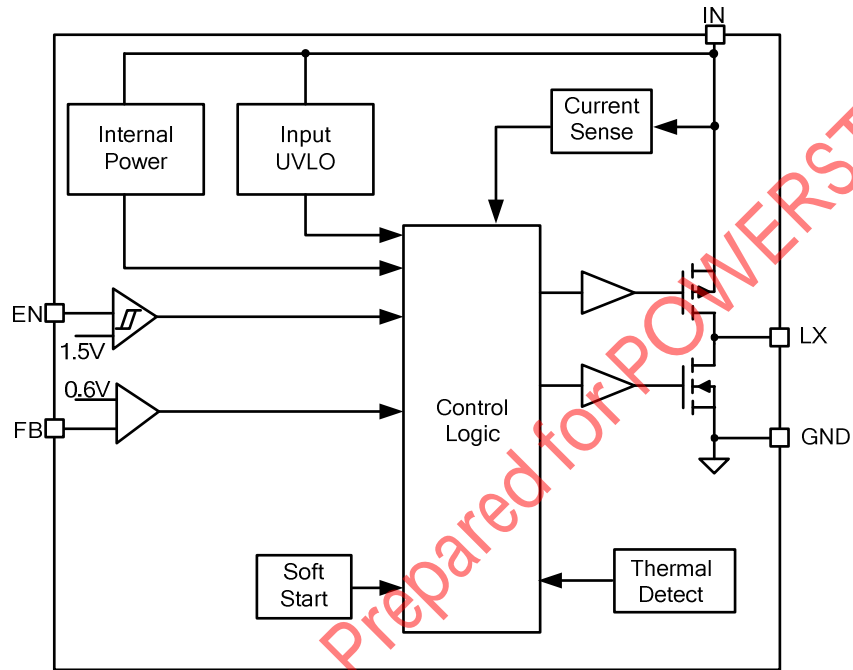 IN
Internal
Power
Input
UVLO
Current
Sense
EN
1.5V
0.6V
FB
Control
Logic
LX
GND
Soft
Start
Thermal
Detect
Prepared for POWERST